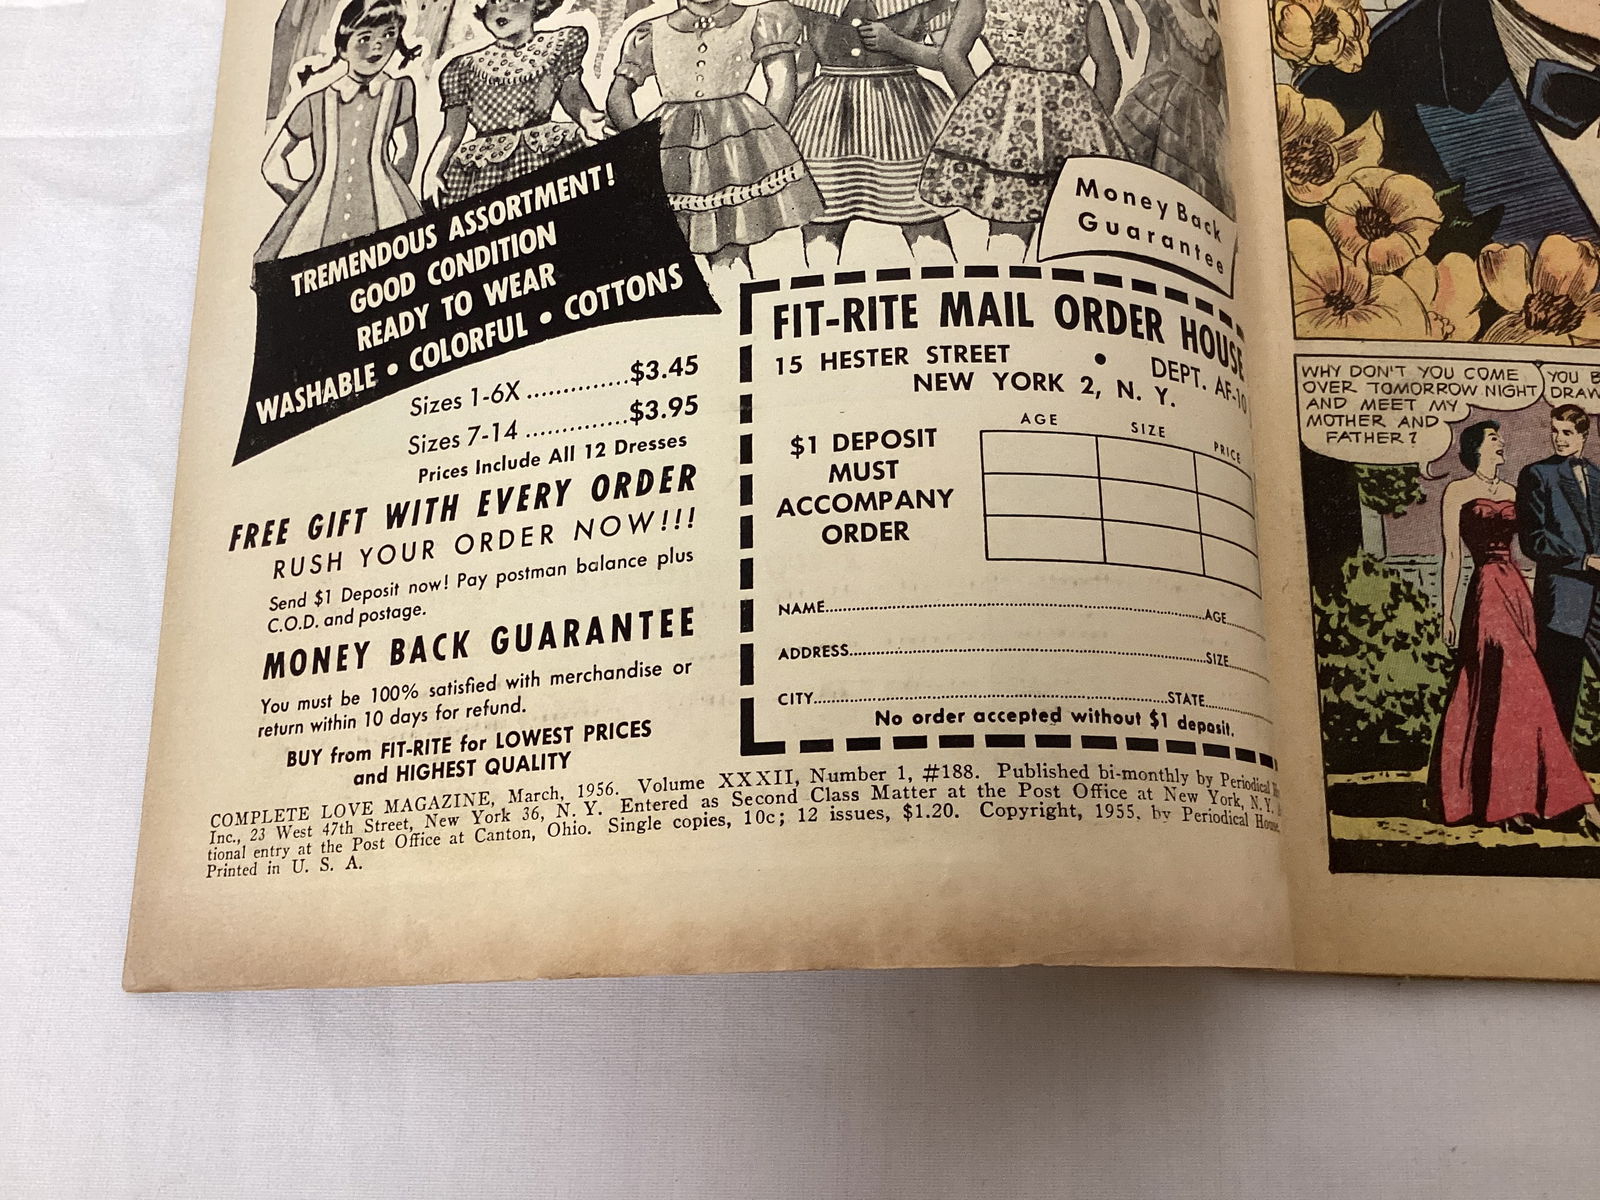 TREMENDOUS ASSORTMENT!
GOOD CONDITION
READY TO WEAR
WASHABLE • COLORFUL • COTTONS
Sizes 1-6X ............$3.45
Sizes 7-14 ............$3.95
Prices Include All 12 Dresses
FREE GIFT WITH EVERY ORDER
RUSH YOUR ORDER NOW!!!
Send $1 Deposit now! Pay postman balance plus
C.O.D. and postage.
MONEY BACK GUARANTEE
You must be 100% satisfied with merchandise or
return within 10 days for refund.
BUY from FIT-RITE for LOWEST PRICES
and HIGHEST QUALITY
Money Back
Guarantee
FIT-RITE MAIL ORDER HOUSE
15 HESTER STREET • DEPT. AF-10
NEW YORK 2, N. Y.
$1 DEPOSIT
MUST
ACCOMPANY
ORDER
AGE SIZE PRICE
NAME AGE
ADDRESS SIZE
CITY STATE
No order accepted without $1 deposit.
COMPLETE LOVE MAGAZINE, March, 1956. Volume XXXII, Number 1, #188. Published bi-monthly by Periodical
Inc., 23 West 47th Street, New York 36, N. Y. Entered as Second Class Matter at the Post Office at New York, N.Y.
tional entry at the Post Office at Canton, Ohio. Single copies, 10c; 12 issues, $1.20. Copyright, 1955, by Periodical
Printed in U. S. A.
WHY DON'T YOU COME
OVER TOMORROW NIGHT
AND MEET MY
MOTHER AND
FATHER?
YOU
DRAW